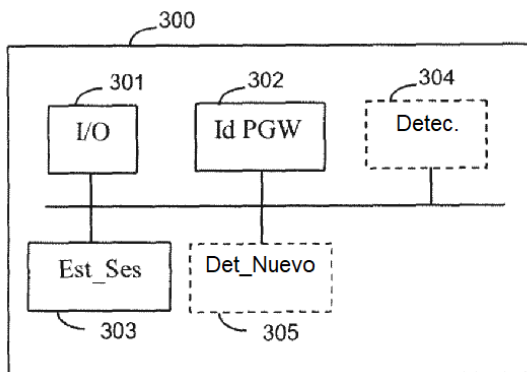 300
301
302
304
I/O
Id PGW
Detec.
Est_Ses
Det_Nuevo
303
305